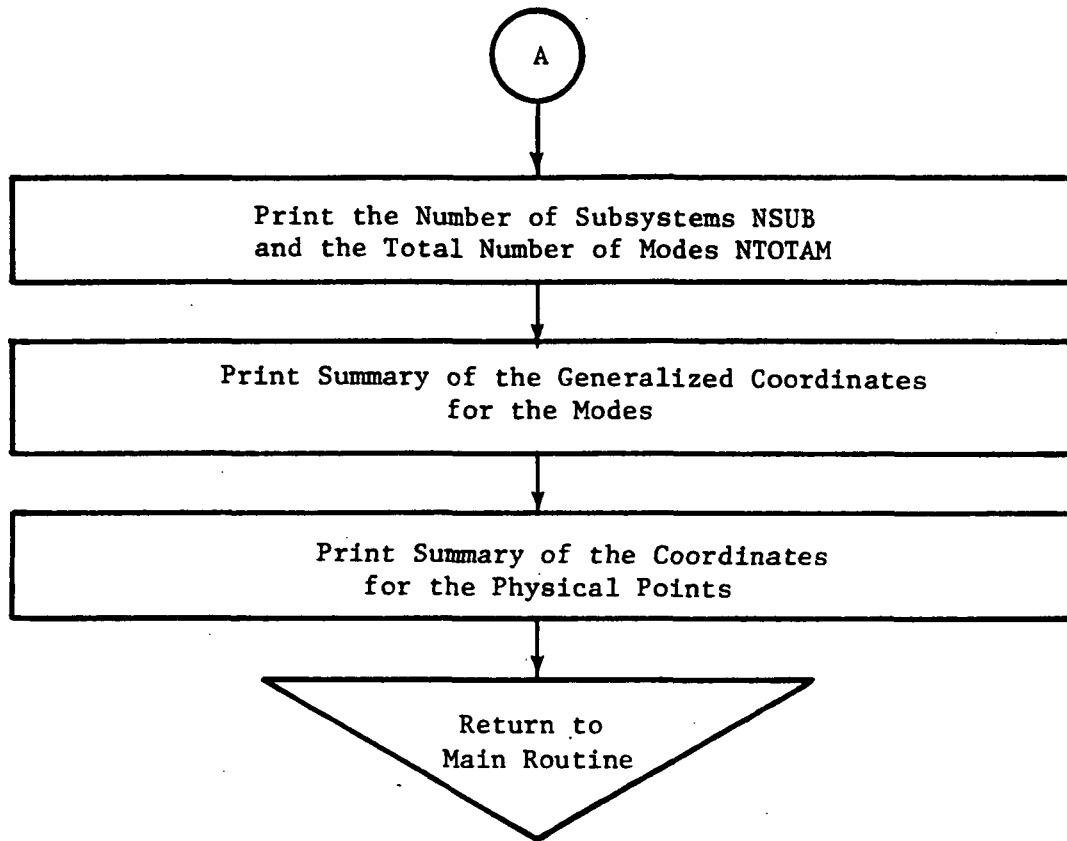 A
Print the Number of Subsystems NSUB
and the Total Number of Modes NTOTAM
Print Summary of the Generalized Coordinates
for the Modes
Print Summary of the Coordinates
for the Physical Points
Return to
Main Routine